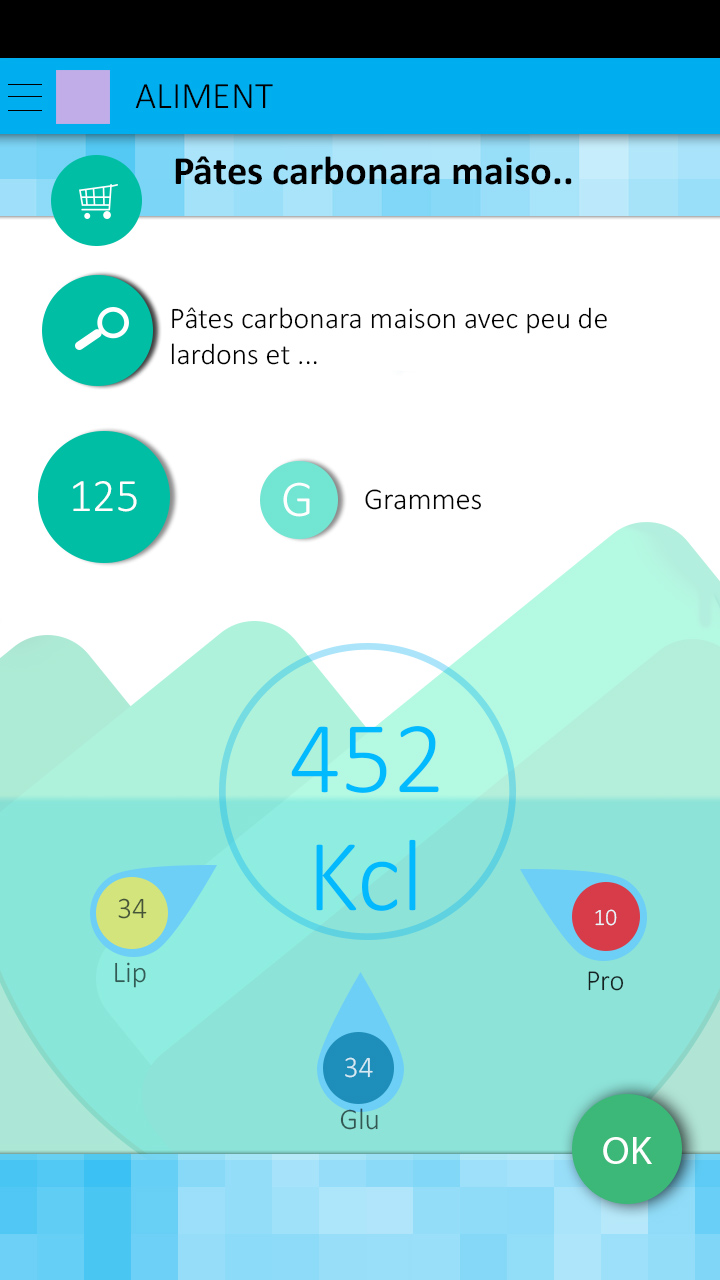 ALIMENT
Pâtes carbonara maiso..
Pâtes carbonara maison avec peu de
lardons et ...
125
G
Grammes
452
Kcl
34
Lip
10
Pro
34
Glu
OK